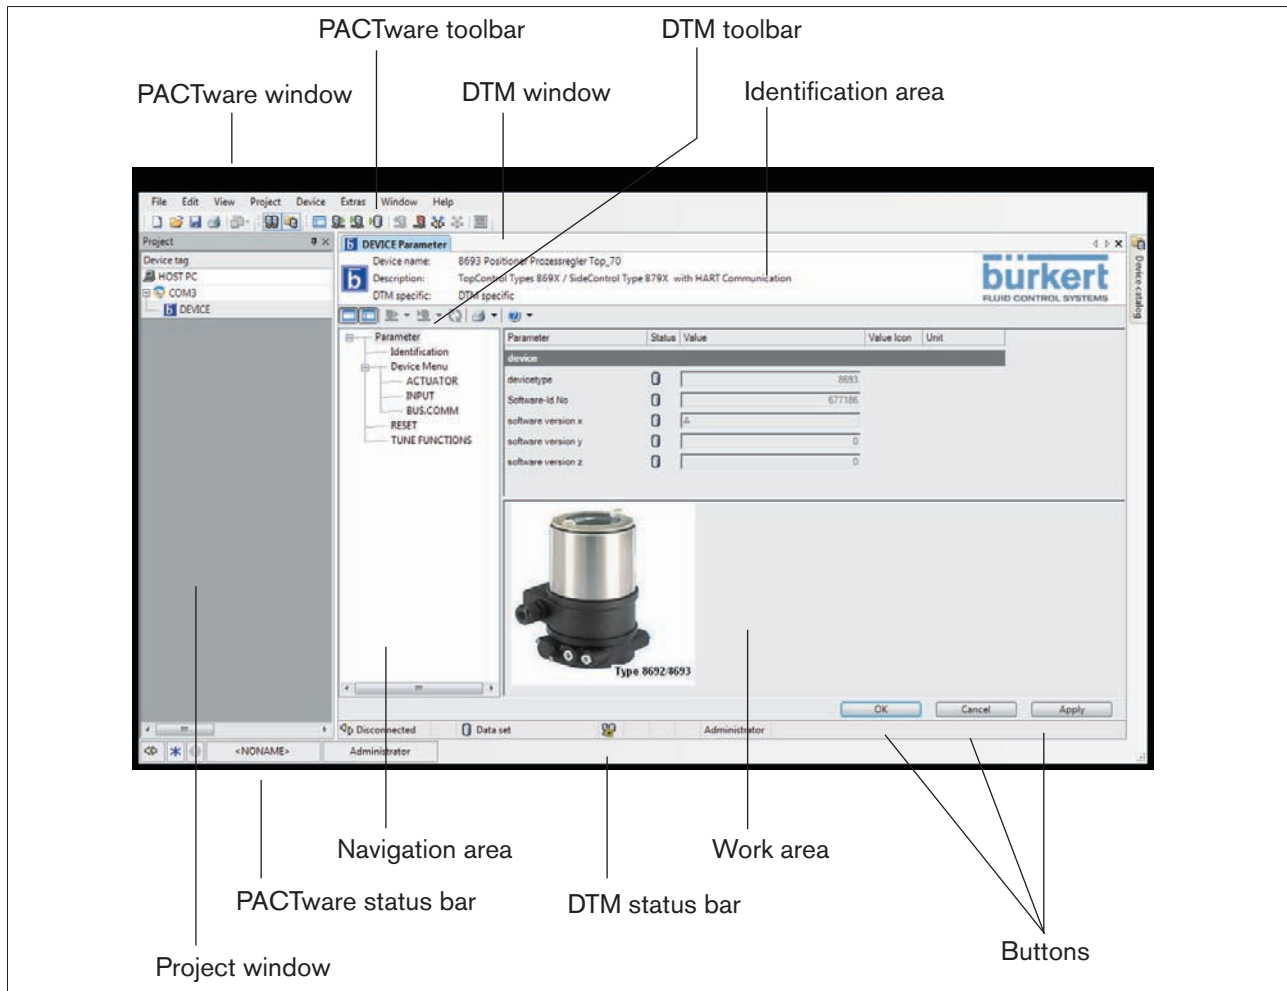 PACTware toolbar
DTM toolbar
PACTware window
DTM window
Identification area
File Edit View Project Device Extras Window Help
Project
DEVICE Parameter
Device tag
HOST PC
COM3
DEVICE
Device name: 8693 Positioner Prozessregler Top_70
Description: TopControl Types 869X / SideControl Type 879X with HART Communication
DTM specific: DTM specific
bürkert
FLUID CONTROL SYSTEMS
Device catalog
Parameter
Identification
Device Menu
ACTUATOR
INPUT
BUS.COMM
RESET
TUNE FUNCTIONS
Parameter Status Value Value Icon Unit
device
devicetype 8693
Software-Id.No 677186
software version x A
software version y 0
software version z 0
Type 8692/8693
OK Cancel Apply
Disconnected Data set Administrator
<NONAME> Administrator
Navigation area
Work area
PACTware status bar
DTM status bar
Buttons
Project window